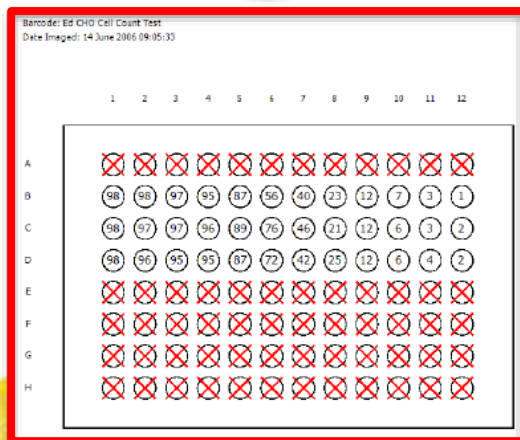 Barcode: Ed CHO Cell Count Test
Date Imaged: 14 June 2006 09:05:33
1 2 3 4 5 6 7 8 9 10 11 12
A
B 98 98 97 95 87 56 40 23 12 7 3 1
C 98 97 97 96 89 76 46 21 12 6 3 2
D 98 96 95 95 87 72 42 25 12 6 4 2
E
F
G
H